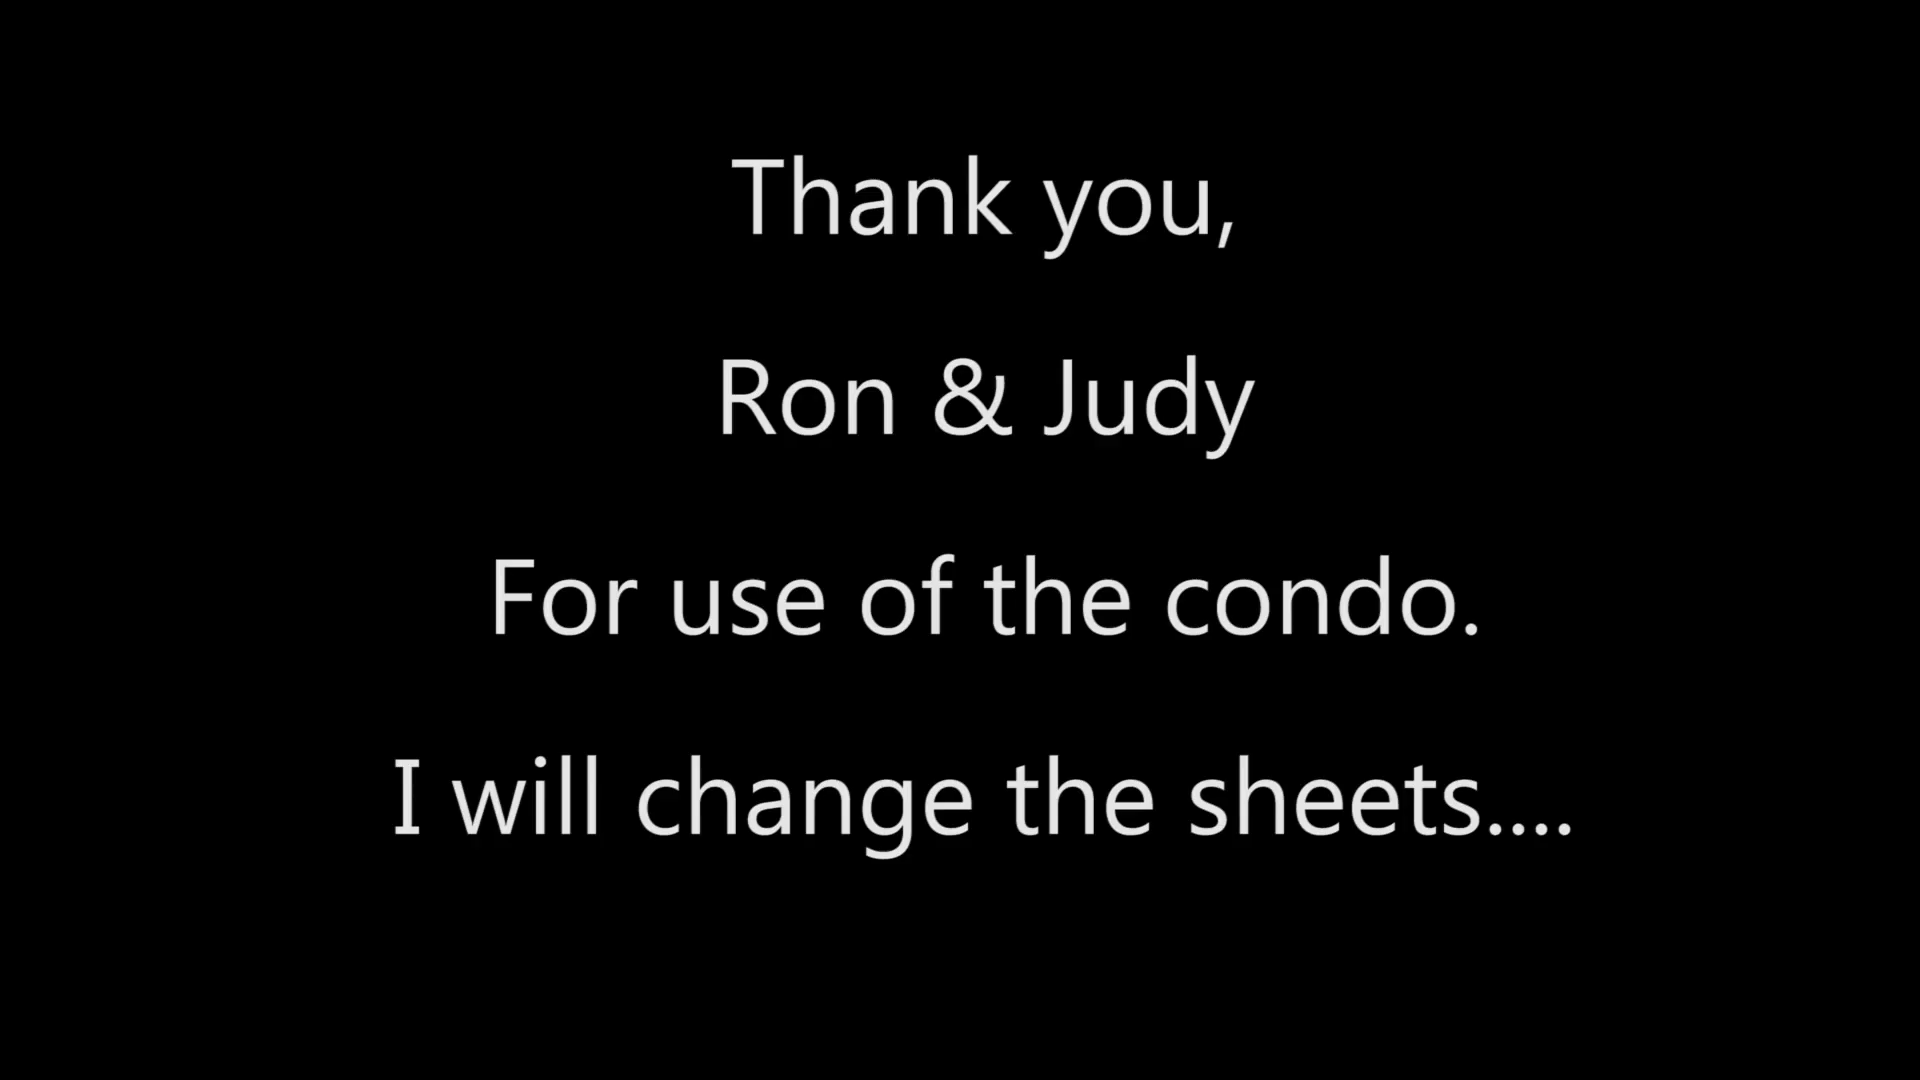 Thank you,
Ron & Judy
For use of the condo.
I will change the sheets....